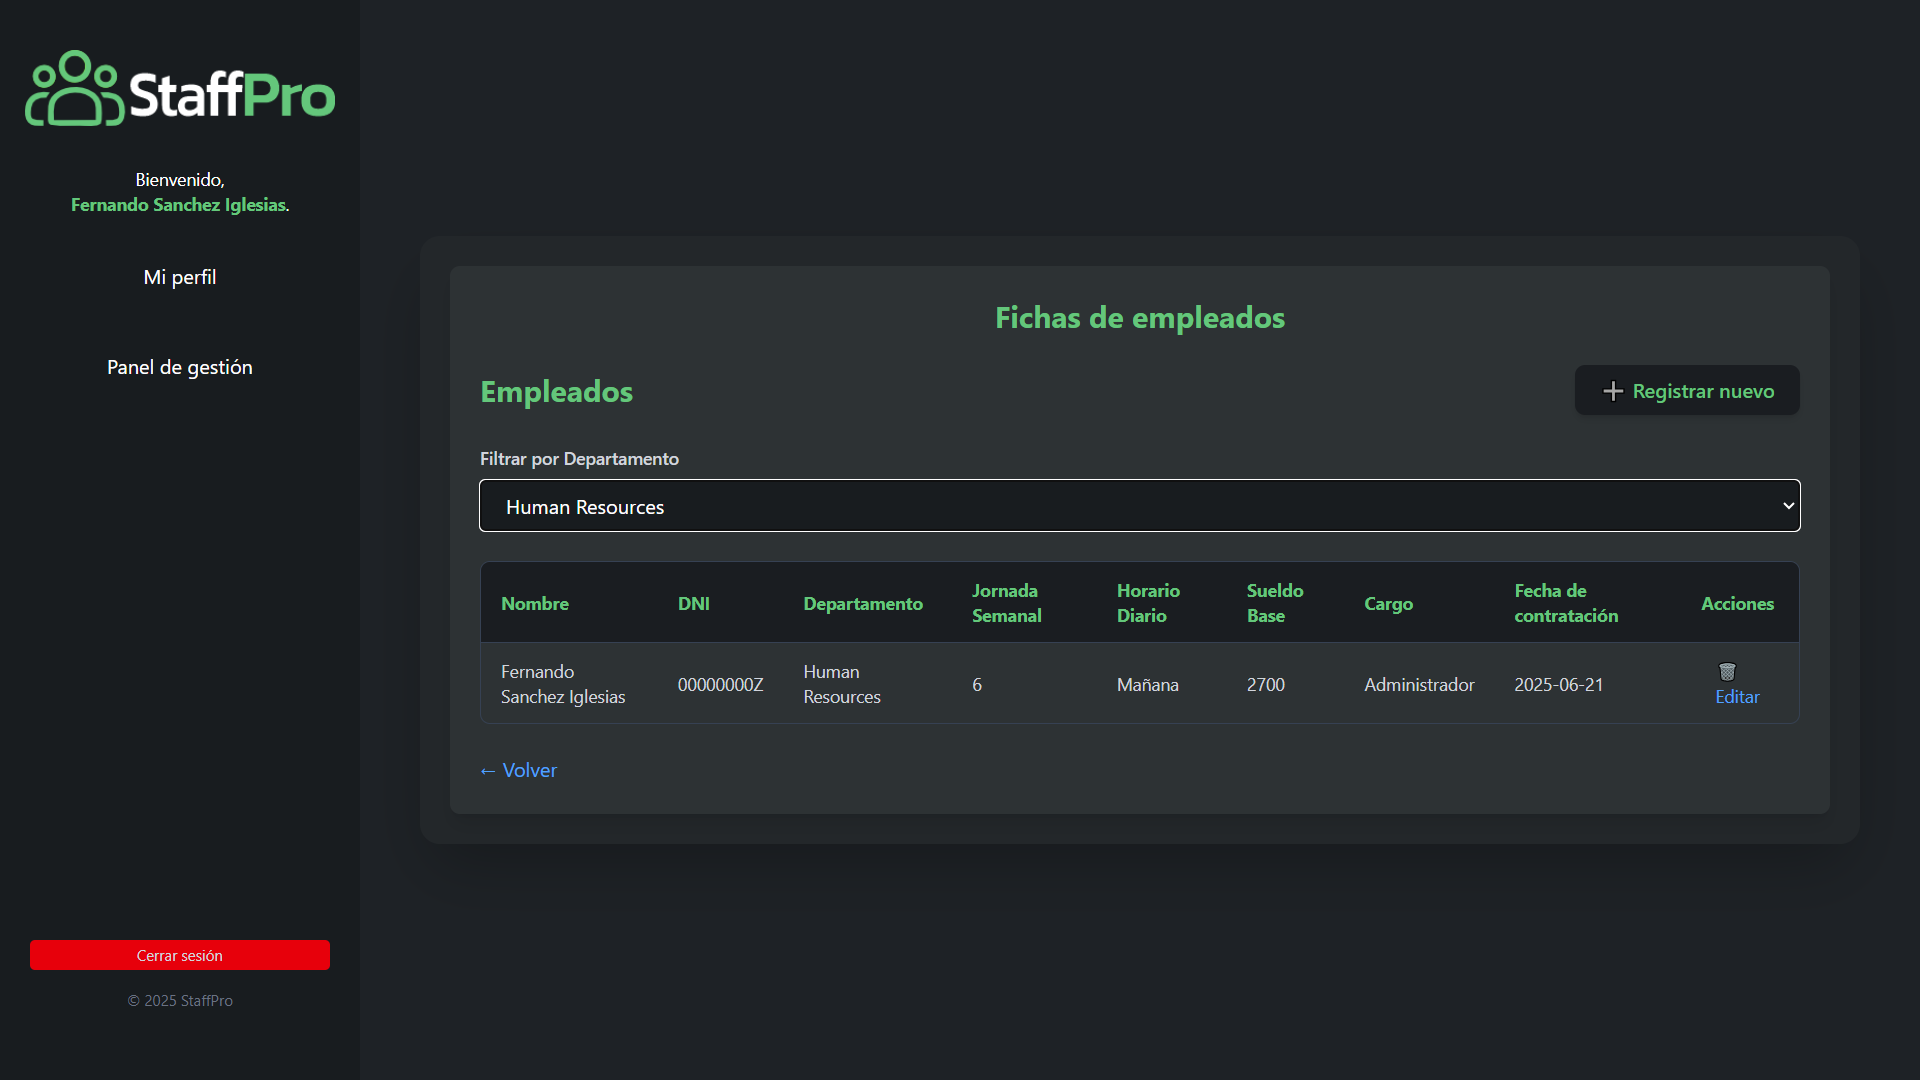 StaffPro
Bienvenido,
Fernando Sanchez Iglesias.
Mi perfil
Panel de gestión
Cerrar sesión
© 2025 StaffPro
Fichas de empleados
Empleados
Registrar nuevo
Filtrar por Departamento
Human Resources
Nombre DNI Departamento Jornada Semanal Horario Diario Sueldo Base Cargo Fecha de contratación Acciones
Fernando Sanchez Iglesias 00000000Z Human Resources 6 Mañana 2700 Administrador 2025-06-21 Editar
← Volver